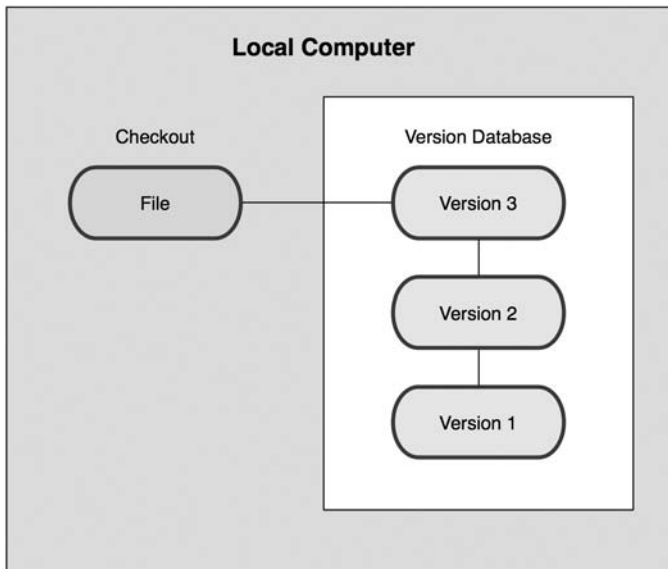 Local Computer
Checkout
Version Database
File
Version 3
Version 2
Version 1